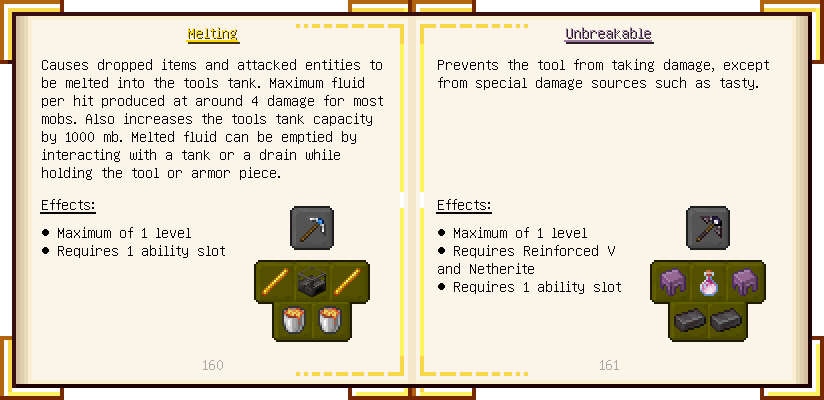 Melting
Causes dropped items and attacked entities to
be melted into the tools tank. Maximum fluid
per hit produced at around 4 damage for most
mobs. Also increases the tools tank capacity
by 1000 mb. Melted fluid can be emptied by
interacting with a tank or a drain while
holding the tool or armor piece.
Effects:
● Maximum of 1 level
● Requires 1 ability slot
160
Unbreakable
Prevents the tool from taking damage, except
from special damage sources such as tasty.
Effects:
● Maximum of 1 level
● Requires Reinforced V
and Netherite
● Requires 1 ability slot
161